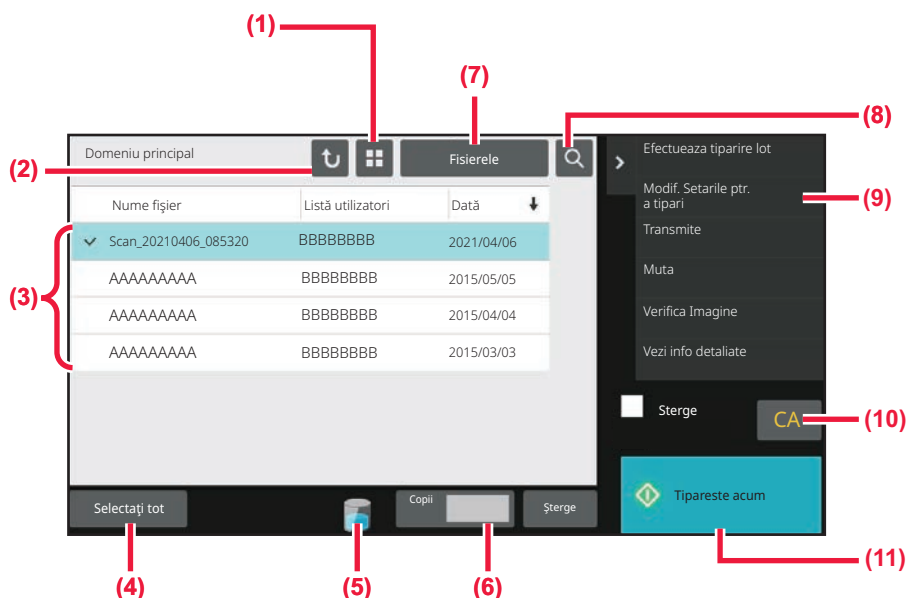 (1)
(7)
(8)
Domeniu principal
Fisierele
Efectueaza tiparire lot
(2)
Modif. Setarile ptr.
a tipari
(9)
Nume fişier
Listă utilizatori
Dată
Transmite
Scan_20210406_085320
BBBBBBBB
2021/04/06
Muta
(3)
AAAAAAAAA
BBBBBBBB
2015/05/05
AAAAAAAAA
BBBBBBBB
2015/04/04
Verifica Imagine
AAAAAAAAA
BBBBBBBB
2015/03/03
Vezi info detaliate
Sterge
CA
(10)
Selectaţi tot
Copii
Şterge
Tipareste acum
(11)
(4)
(5)
(6)